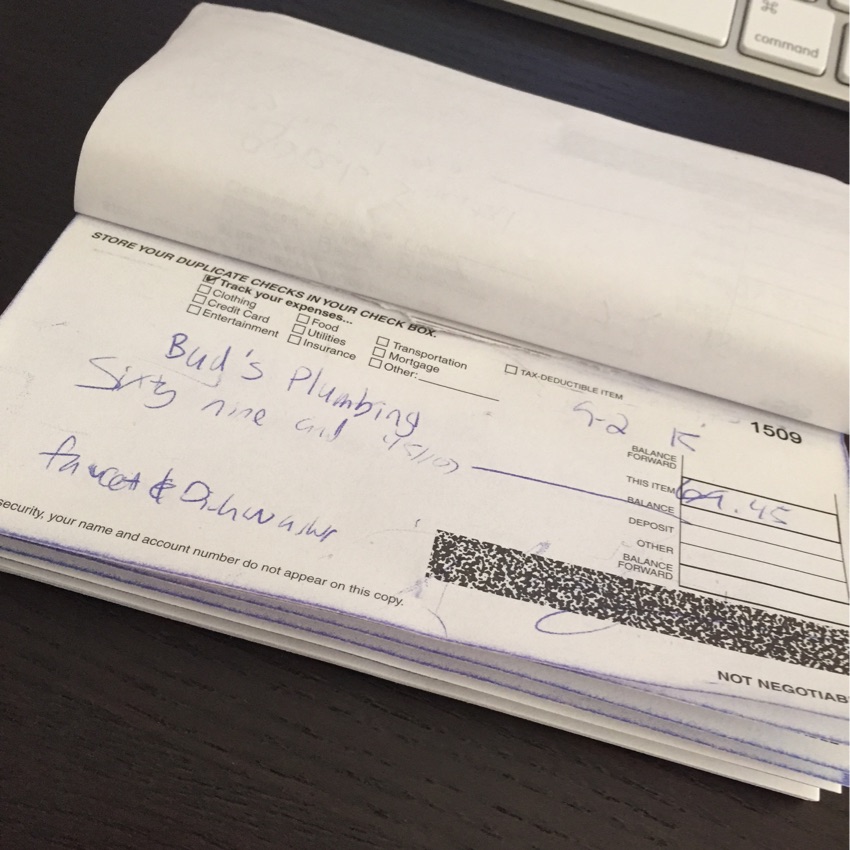 ⌘
command
STORE YOUR DUPLICATE CHECKS IN YOUR CHECK BOX.
Track your expenses...
Clothing
Credit Card
Entertainment
Food
Utilities
Insurance
Transportation
Mortgage
Other:
TAX-DEDUCTIBLE ITEM
Bud's Plumbing
Sixty nine and 45/100
faucet & Dishwasher
security, your name and account number do not appear on this copy.
1509
BALANCE FORWARD
THIS ITEM 69.45
BALANCE
DEPOSIT
OTHER
BALANCE FORWARD
NOT NEGOTIAB